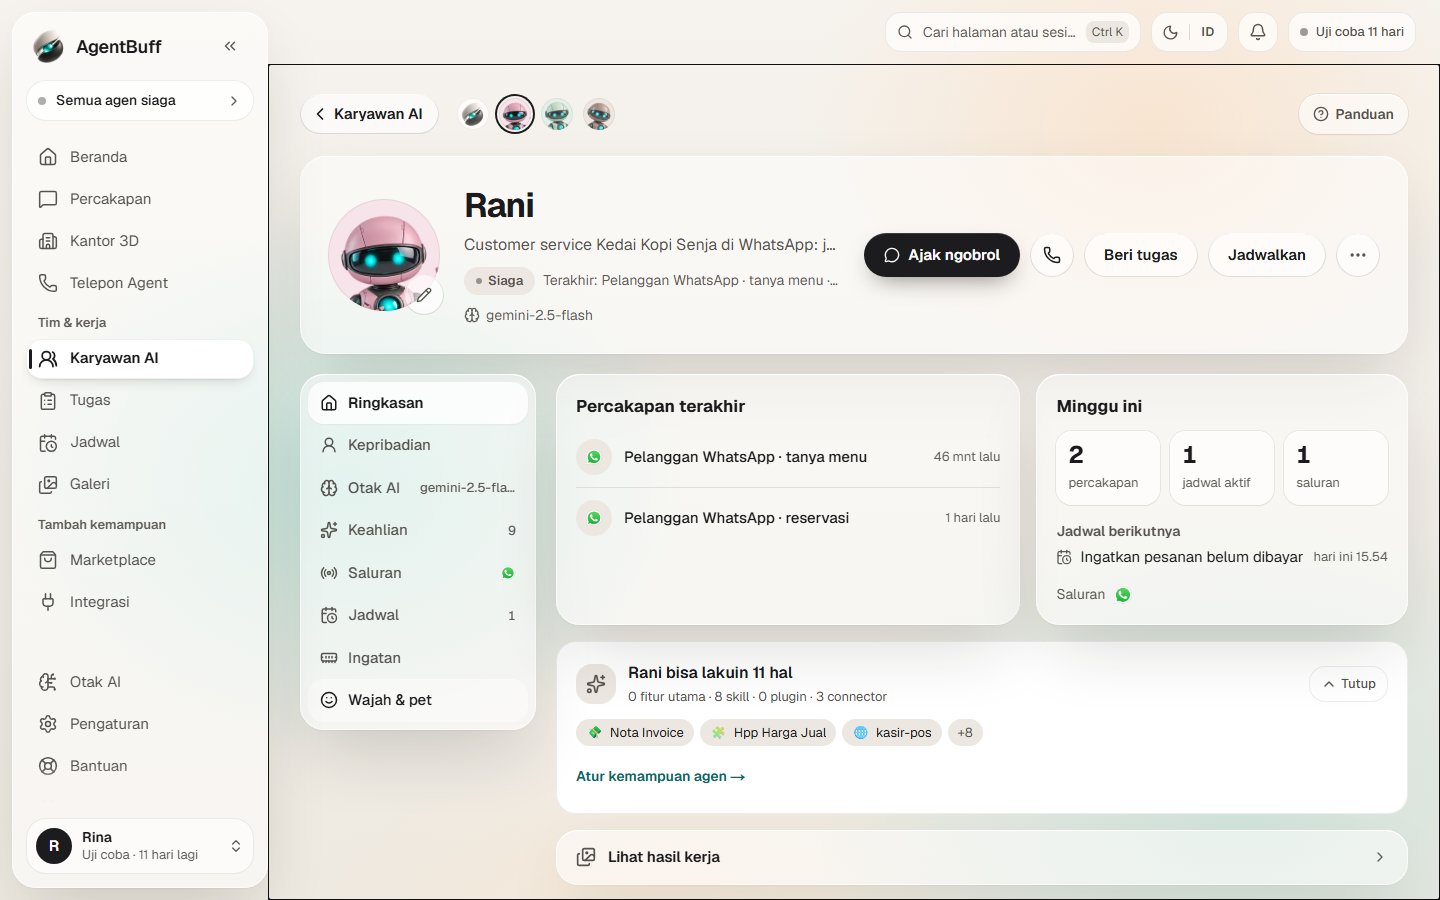 AgentBuff
Semua agen siaga
Beranda
Percakapan
Kantor 3D
Telepon Agent
Tim & kerja
Karyawan AI
Tugas
Jadwal
Galeri
Tambah kemampuan
Marketplace
Integrasi
Otak AI
Pengaturan
Bantuan
R
Rina
Uji coba · 11 hari lagi
Cari halaman atau sesi... Ctrl K
ID
Uji coba 11 hari
Karyawan AI
Panduan
Rani
Customer service Kedai Kopi Senja di WhatsApp: j...
Siaga Terakhir: Pelanggan WhatsApp · tanya menu ·...
gemini-2.5-flash
Ajak ngobrol
Beri tugas
Jadwalkan
Ringkasan
Kepribadian
Otak AI gemini-2.5-fla...
Keahlian 9
Saluran
Jadwal 1
Ingatan
Wajah & pet
Percakapan terakhir
Pelanggan WhatsApp · tanya menu 46 mnt lalu
Pelanggan WhatsApp · reservasi 1 hari lalu
Minggu ini
2 1 1
percakapan jadwal aktif saluran
Jadwal berikutnya
Ingatkan pesanan belum dibayar hari ini 15.54
Saluran
Rani bisa lakuin 11 hal
0 fitur utama · 8 skill · 0 plugin · 3 connector
Tutup
Nota Invoice Hpp Harga Jual kasir-pos +8
Atur kemampuan agen →
Lihat hasil kerja